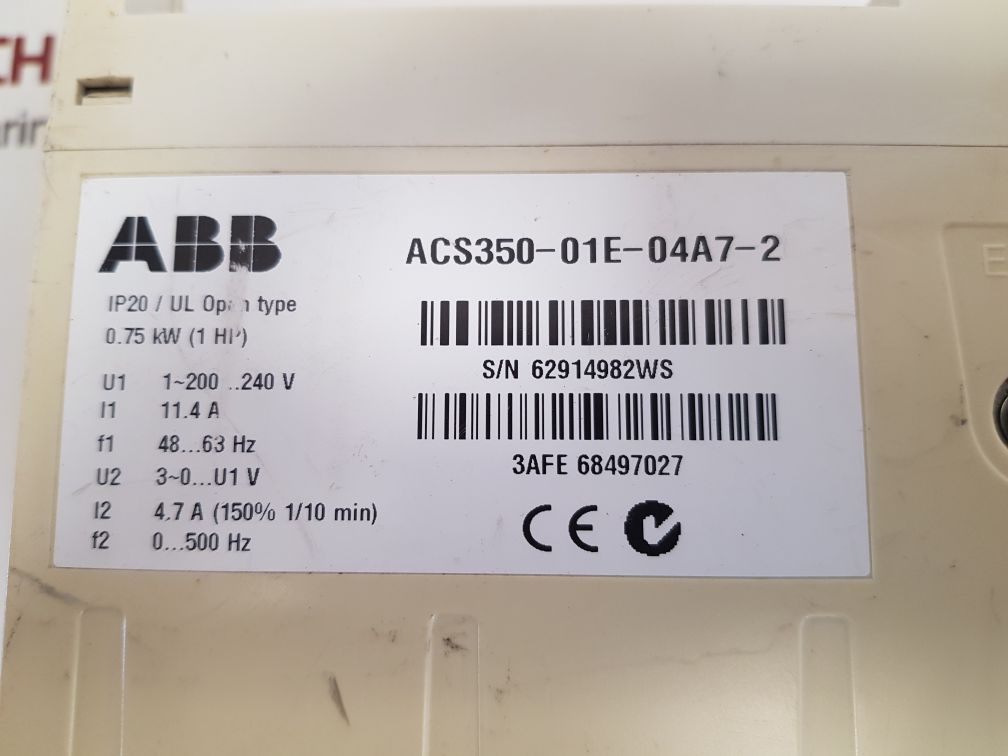 ABB
IP20 / UL Open type
0.75 kW (1 HP)
U1 1~200...240 V
I1 11.4 A
f1 48...63 Hz
U2 3~0...U1 V
I2 4.7 A (150% 1/10 min)
f2 0...500 Hz
ACS350-01E-04A7-2
S/N 62914982WS
3AFE 68497027
CE